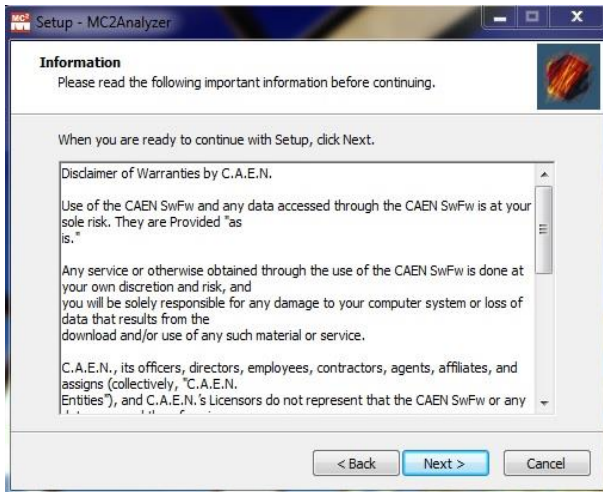 MC²
Setup - MC2Analyzer
Information
Please read the following important information before continuing.
When you are ready to continue with Setup, click Next.
Disclaimer of Warranties by C.A.E.N.
Use of the CAEN SwFw and any data accessed through the CAEN SwFw is at your
sole risk. They are Provided "as
is."
Any service or otherwise obtained through the use of the CAEN SwFw is done at
your own discretion and risk, and
you will be solely responsible for any damage to your computer system or loss of
data that results from the
download and/or use of any such material or service.
C.A.E.N., its officers, directors, employees, contractors, agents, affiliates, and
assigns (collectively, "C.A.E.N.
Entities"), and C.A.E.N.'s Licensors do not represent that the CAEN SwFw or any
< Back
Next >
Cancel